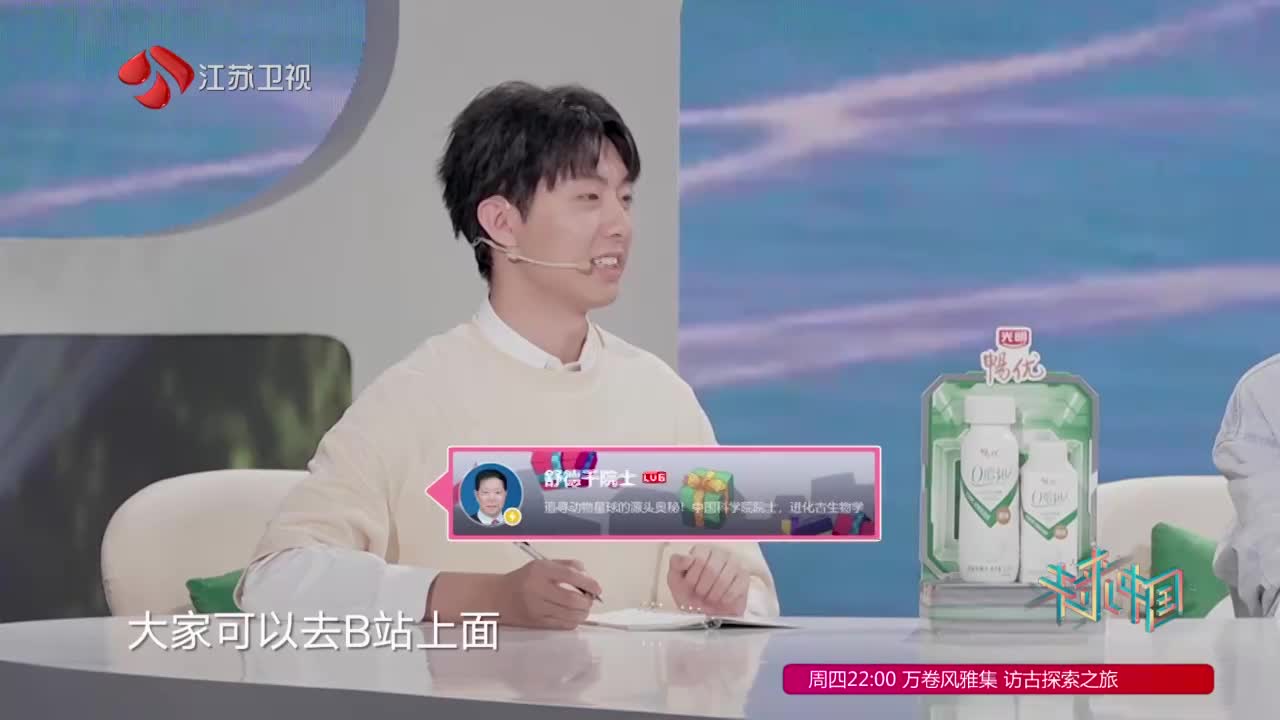 江苏卫视
光明
畅优
舒德干院士 LV6
追寻动物星球的源头奥秘！中国科学院院士，进化古生物学
大家可以去B站上面
周四22:00 万卷风雅集 访古探索之旅